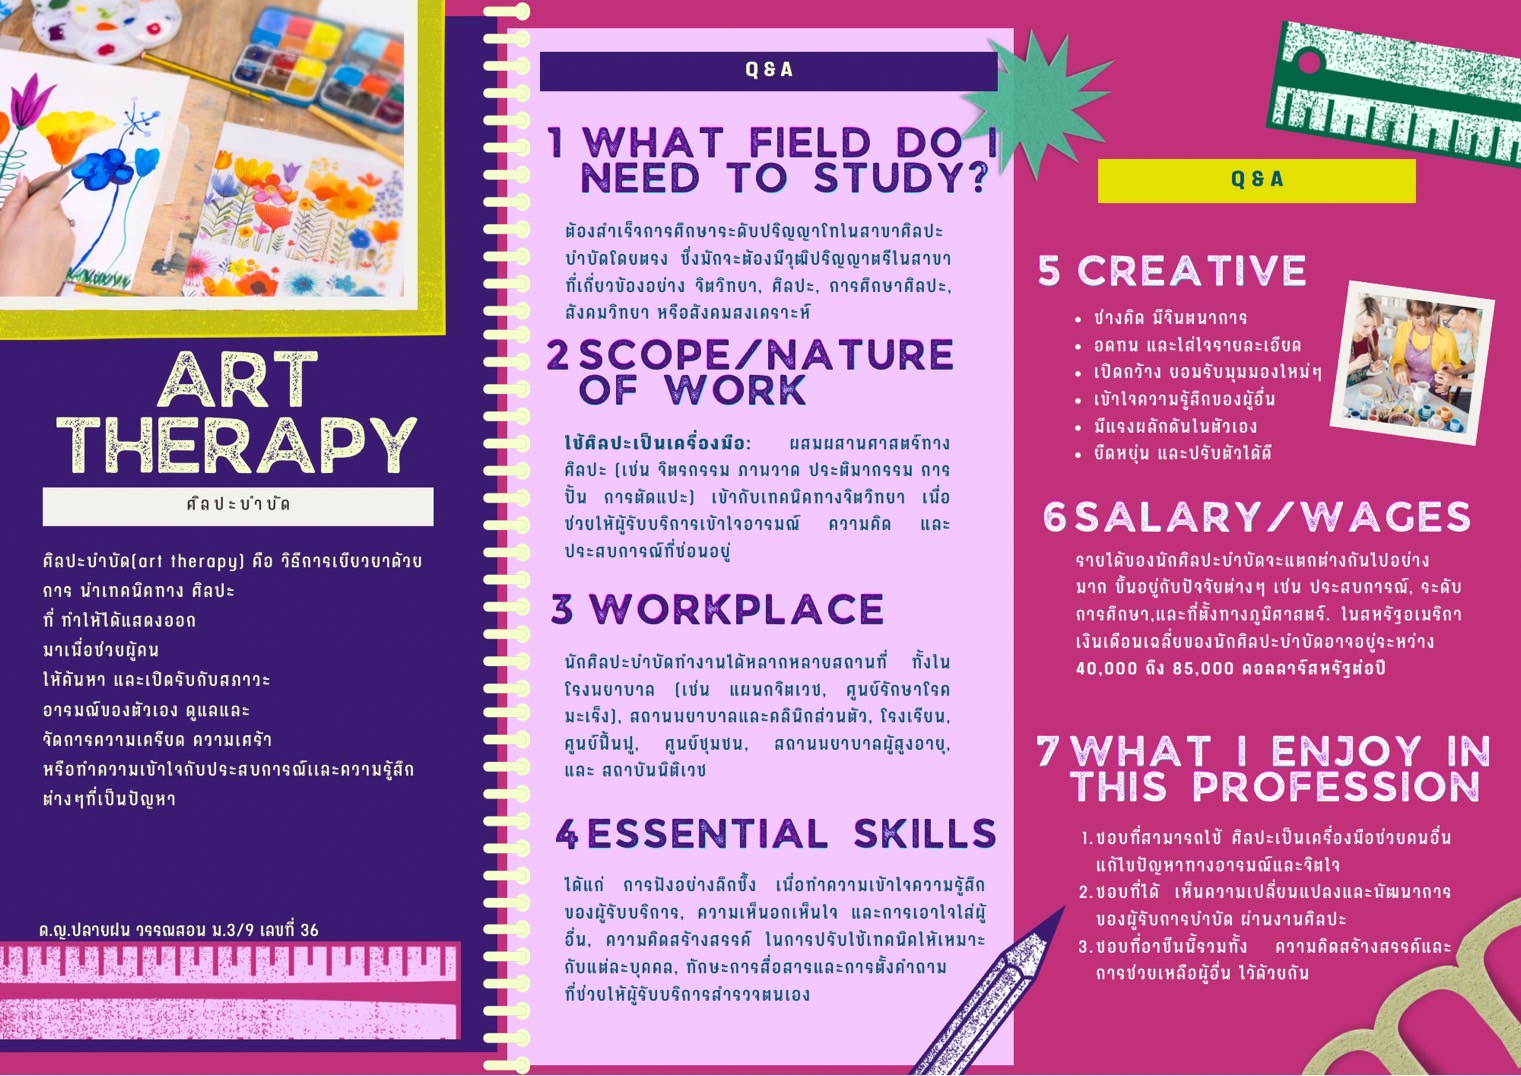 ART
THERAPY
ศิลปะบำบัด
ศิลปะบำบัด(art therapy) คือ วิธีการเยียวยาด้วย
การ นำเทคนิคทาง ศิลปะ
ที่ ทำให้ได้แสดงออก
มาเพื่อช่วยผู้คน
ให้ค้นหา และเปิดรับกับสภาวะ
อารมณ์ของตัวเอง ดูแลและ
จัดการความเครียด ความเศร้า
หรือทำความเข้าใจกับประสบการณ์และความรู้สึก
ต่างๆที่เป็นปัญหา
ด.ญ.ปลายฝน วรรณสอน ม.3/9 เลขที่ 36
Q&A
1 WHAT FIELD DO I
NEED TO STUDY?
ต้องสำเร็จการศึกษาระดับปริญญาโทในสาขาศิลปะ
บำบัดโดยตรง ซึ่งมักจะต้องมีวุฒิปริญญาตรีในสาขา
ที่เกี่ยวข้องอย่าง จิตวิทยา, ศิลปะ, การศึกษาศิลปะ,
สังคมวิทยา หรือสังคมสงเคราะห์
2 SCOPE/NATURE
OF WORK
ใช้ศิลปะเป็นเครื่องมือ: ผสมผสานศาสตร์ทาง
ศิลปะ (เช่น จิตรกรรม ภาพวาด ประติมากรรม การ
ปั้น การตัดแปะ) เข้ากับเทคนิคทางจิตวิทยา เพื่อ
ช่วยให้ผู้รับบริการเข้าใจอารมณ์ ความคิด และ
ประสบการณ์ที่ซ่อนอยู่
3 WORKPLACE
นักศิลปะบำบัดทำงานได้หลากหลายสถานที่ ทั้งใน
โรงพยาบาล (เช่น แผนกจิตเวช, ศูนย์รักษาโรค
มะเร็ง), สถานพยาบาลและคลินิกส่วนตัว, โรงเรียน,
ศูนย์ฟื้นฟู, ศูนย์ชุมชน, สถานพยาบาลผู้สูงอายุ,
และ สถาบันนิติเวช
4 ESSENTIAL SKILLS
ได้แก่ การฟังอย่างลึกซึ้ง เพื่อทำความเข้าใจความรู้สึก
ของผู้รับบริการ, ความเห็นอกเห็นใจ และการเอาใจใส่ผู้
อื่น, ความคิดสร้างสรรค์ ในการปรับใช้เทคนิคให้เหมาะ
กับแต่ละบุคคล, ทักษะการสื่อสารและการตั้งคำถาม
ที่ช่วยให้ผู้รับบริการสำรวจตนเอง
Q&A
5 CREATIVE
• ช่างคิด มีจินตนาการ
• อดทน และใส่ใจรายละเอียด
• เปิดกว้าง ยอมรับมุมมองใหม่ๆ
• เข้าใจความรู้สึกของผู้อื่น
• มีแรงผลักดันในตัวเอง
• ยืดหยุ่น และปรับตัวได้ดี
6 SALARY/WAGES
รายได้ของนักศิลปะบำบัดจะแตกต่างกันไปอย่าง
มาก ขึ้นอยู่กับปัจจัยต่างๆ เช่น ประสบการณ์, ระดับ
การศึกษา,และที่ตั้งทางภูมิศาสตร์. ในสหรัฐอเมริกา
เงินเดือนเฉลี่ยของนักศิลปะบำบัดอาจอยู่ระหว่าง
40,000 ถึง 85,000 ดอลลาร์สหรัฐต่อปี
7 WHAT I ENJOY IN
THIS PROFESSION
1. ชอบที่สามารถใช้ ศิลปะเป็นเครื่องมือช่วยคนอื่น
แก้ไขปัญหาทางอารมณ์และจิตใจ
2. ชอบที่ได้ เห็นความเปลี่ยนแปลงและพัฒนาการ
ของผู้รับการบำบัด ผ่านงานศิลปะ
3. ชอบที่อาชีพนี้รวมทั้ง ความคิดสร้างสรรค์และ
การช่วยเหลือผู้อื่น ไว้ด้วยกัน